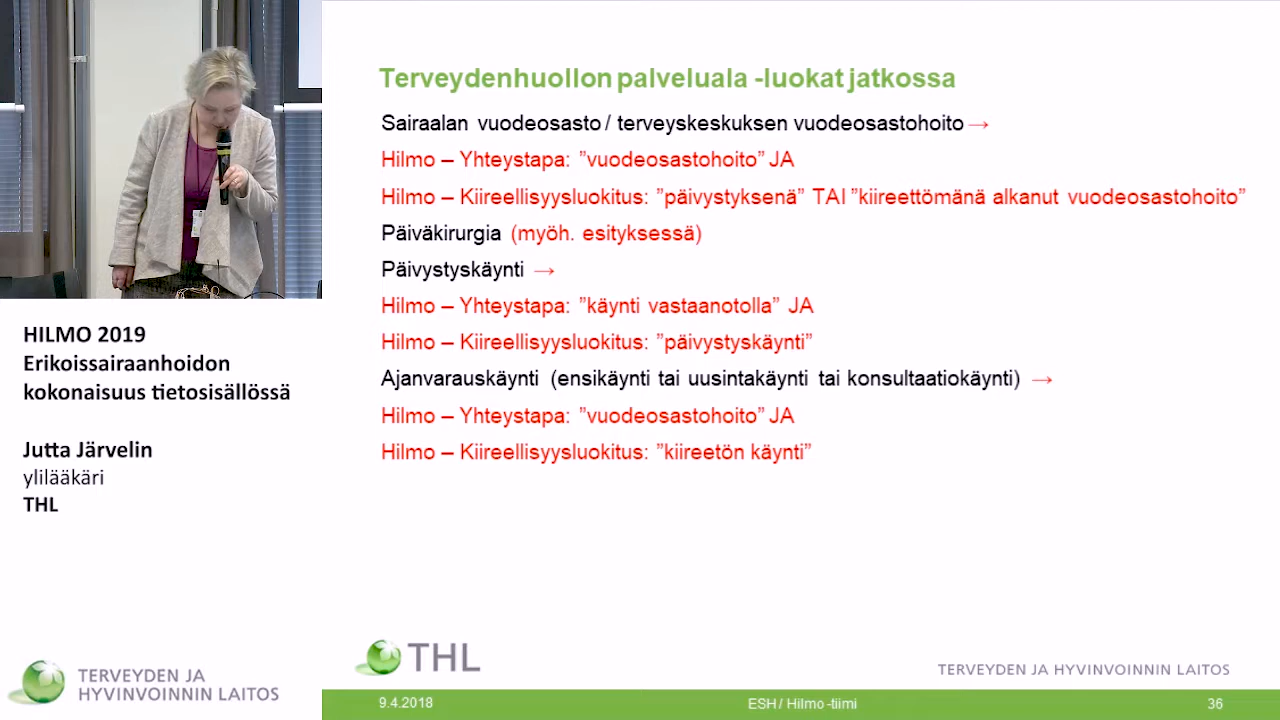 Terveydenhuollon palveluala -luokat jatkossa
Sairaalan vuodeosasto / terveyskeskuksen vuodeosastohoito →
Hilmo – Yhteystapa: ”vuodeosastohoito” JA
Hilmo – Kiireellisyysluokitus: ”päivystyksenä” TAI ”kiireettömänä alkanut vuodeosastohoito”
Päiväkirurgia (myöh. esityksessä)
Päivystyskäynti →
Hilmo – Yhteystapa: ”käynti vastaanotolla” JA
Hilmo – Kiireellisyysluokitus: ”päivystyskäynti”
Ajanvarauskäynti (ensikäynti tai uusintakäynti tai konsultaatiokäynti) →
Hilmo – Yhteystapa: ”vuodeosastohoito” JA
Hilmo – Kiireellisyysluokitus: ”kiireetön käynti”
HILMO 2019
Erikoissairaanhoidon
kokonaisuus tietosisällössä
Jutta Järvelin
ylilääkäri
THL
TERVEYDEN JA
HYVINVOINNIN LAITOS
THL
TERVEYDEN JA HYVINVOINNIN LAITOS
9.4.2018
ESH / Hilmo -tiimi
36